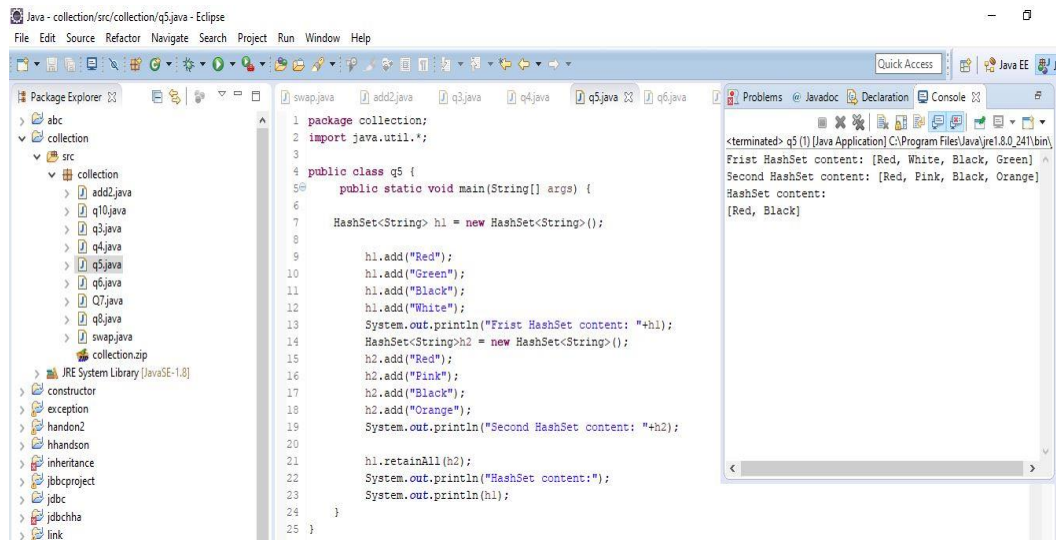 Java - collection/src/collection/q5.java - Eclipse
File Edit Source Refactor Navigate Search Project Run Window Help
Quick Access
Java EE
Package Explorer
abc
collection
src
collection
add2.java
q10.java
q3.java
q4.java
q5.java
q6.java
Q7.java
q8.java
swap.java
collection.zip
JRE System Library [JavaSE-1.8]
constructor
exception
handon2
hhandson
inheritance
jbbcproject
jdbc
jdbchha
link
swap.java add2.java q3.java q4.java q5.java q6.java
1 package collection;
2 import java.util.*;
3
4 public class q5 {
5 public static void main(String[] args) {
6
7 HashSet<String> h1 = new HashSet<String>();
8
9 h1.add("Red");
10 h1.add("Green");
11 h1.add("Black");
12 h1.add("White");
13 System.out.println("Frist HashSet content: "+h1);
14 HashSet<String>h2 = new HashSet<String>();
15 h2.add("Red");
16 h2.add("Pink");
17 h2.add("Black");
18 h2.add("Orange");
19 System.out.println("Second HashSet content: "+h2);
20
21 h1.retainAll(h2);
22 System.out.println("HashSet content:");
23 System.out.println(h1);
24 }
25 }
Problems @ Javadoc Declaration Console
<terminated> q5 (1) [Java Application] C:\Program Files\Java\jre1.8.0_241\bin\
Frist HashSet content: [Red, White, Black, Green]
Second HashSet content: [Red, Pink, Black, Orange]
HashSet content:
[Red, Black]